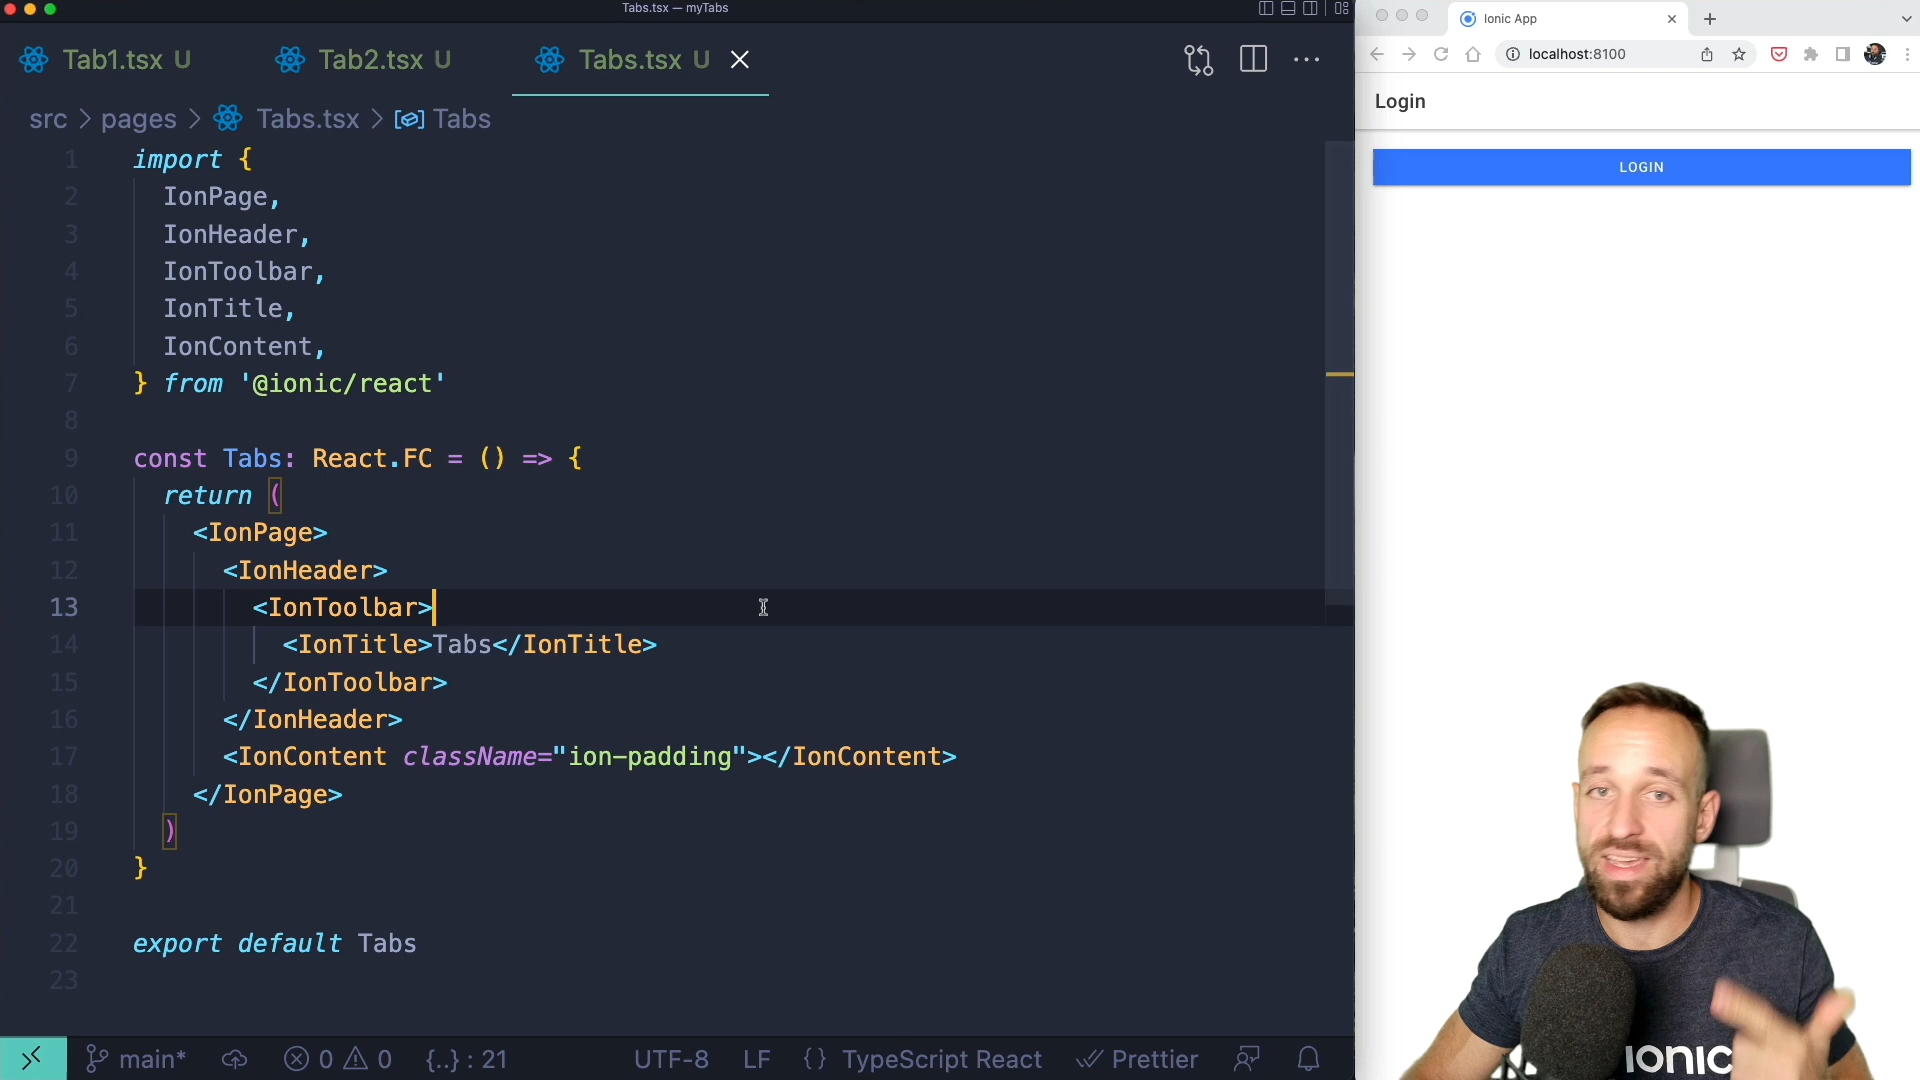 Tabs.tsx — myTabs
Tab1.tsx U
Tab2.tsx U
Tabs.tsx U
src > pages > Tabs.tsx > Tabs
1 import {
2 IonPage,
3 IonHeader,
4 IonToolbar,
5 IonTitle,
6 IonContent,
7 } from '@ionic/react'
8
9 const Tabs: React.FC = () => {
10 return (
11 <IonPage>
12 <IonHeader>
13 <IonToolbar>
14 <IonTitle>Tabs</IonTitle>
15 </IonToolbar>
16 </IonHeader>
17 <IonContent className="ion-padding"></IonContent>
18 </IonPage>
19 )
20 }
21
22 export default Tabs
23
main* 0 0 {..} : 21 UTF-8 LF {} TypeScript React Prettier
Ionic App
localhost:8100
Login
LOGIN
IONIC